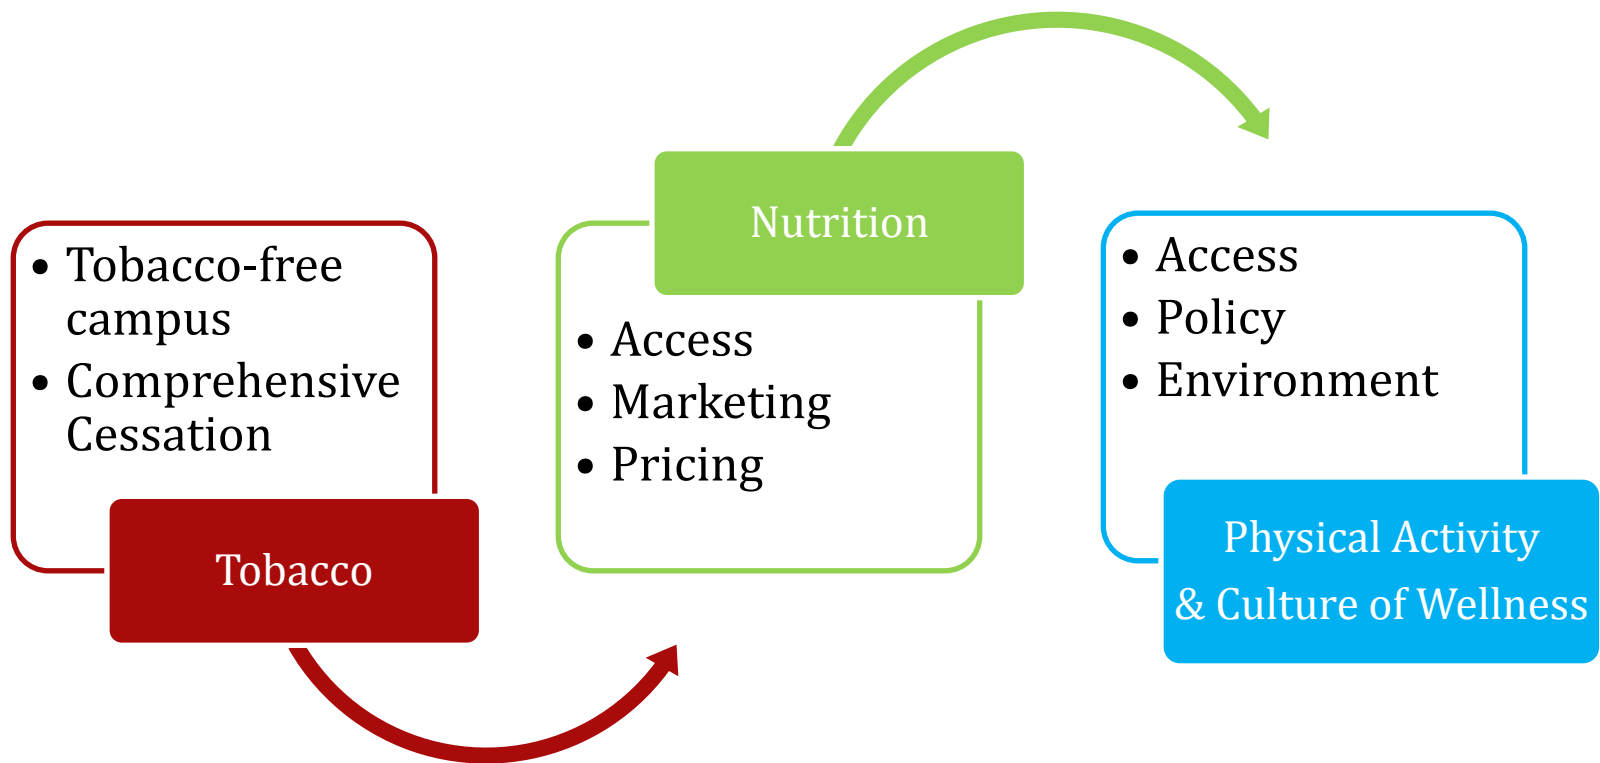 • Tobacco-free
campus
• Comprehensive
Cessation
Tobacco
Nutrition
• Access
• Marketing
• Pricing
• Access
• Policy
• Environment
Physical Activity
& Culture of Wellness